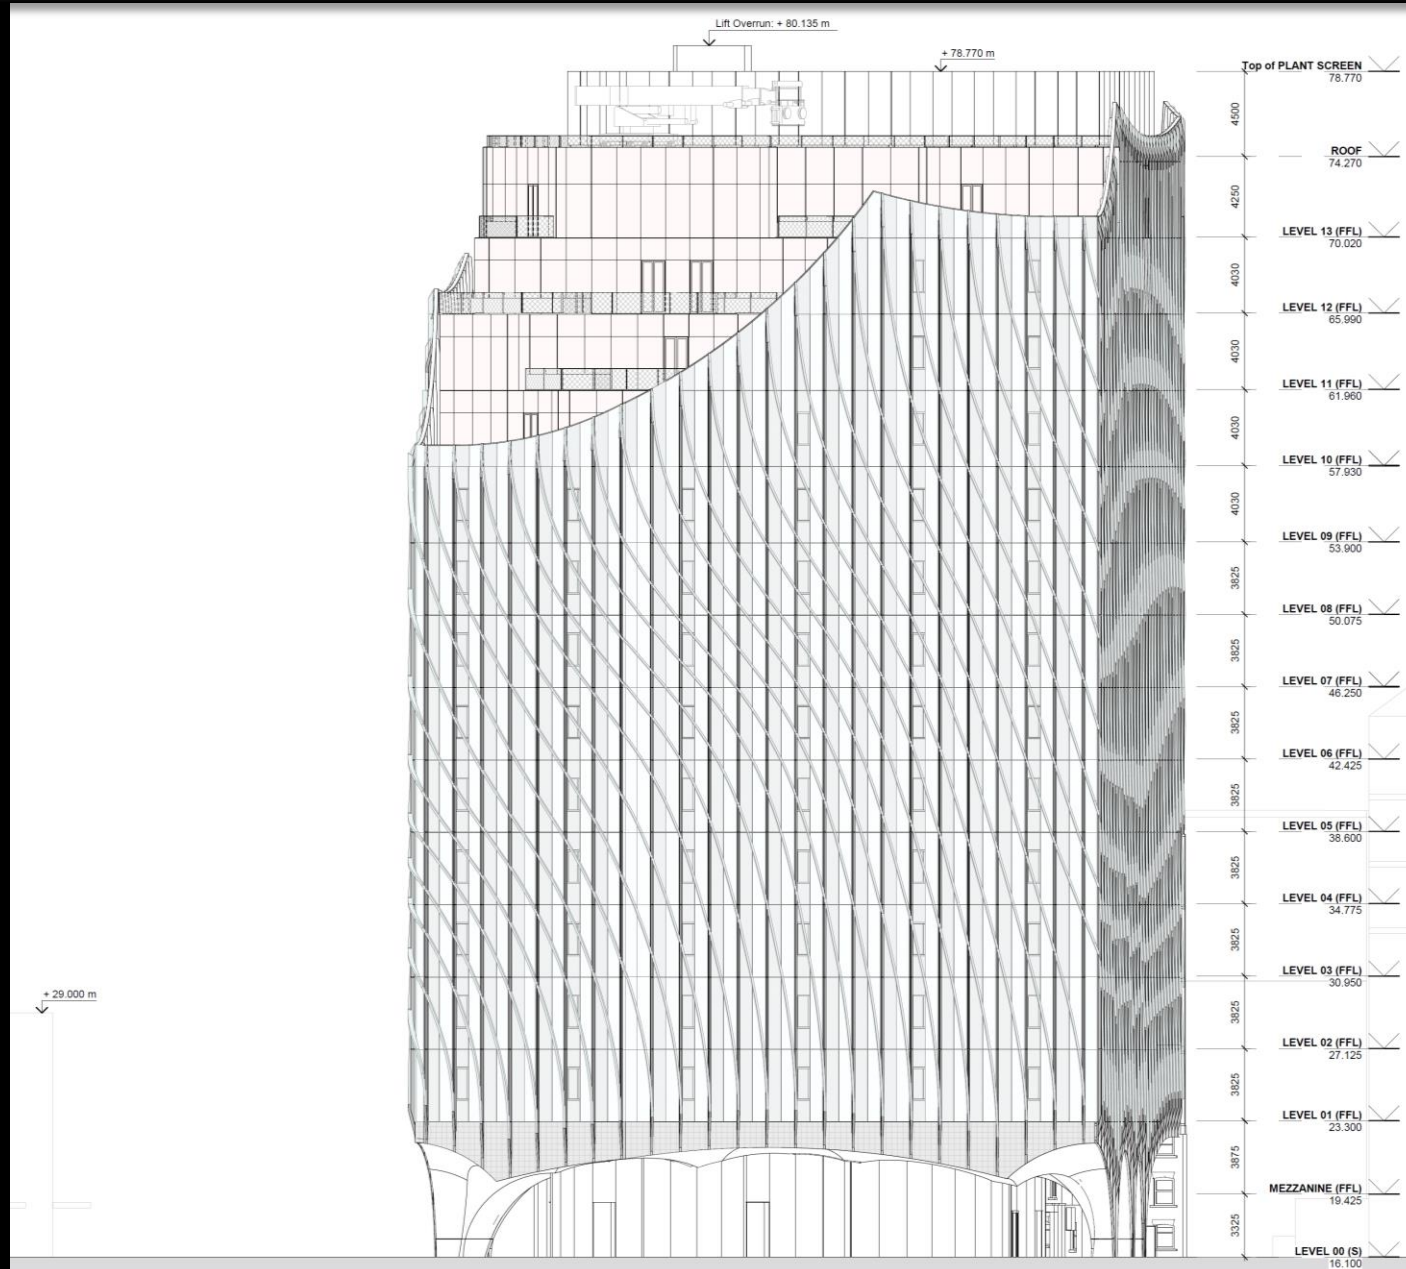 Lift Overrun: + 80.135 m
+ 78.770 m
Top of PLANT SCREEN
78.770
4500
ROOF
74.270
4250
LEVEL 13 (FFL)
70.020
4030
LEVEL 12 (FFL)
65.990
4030
LEVEL 11 (FFL)
61.960
4030
LEVEL 10 (FFL)
57.930
4030
LEVEL 09 (FFL)
53.900
3825
LEVEL 08 (FFL)
50.075
3825
LEVEL 07 (FFL)
46.250
3825
LEVEL 06 (FFL)
42.425
3825
LEVEL 05 (FFL)
38.600
3825
LEVEL 04 (FFL)
34.775
3825
LEVEL 03 (FFL)
30.950
+ 29.000 m
3825
LEVEL 02 (FFL)
27.125
3825
LEVEL 01 (FFL)
23.300
3875
MEZZANINE (FFL)
19.425
3325
LEVEL 00 (S)
16.100